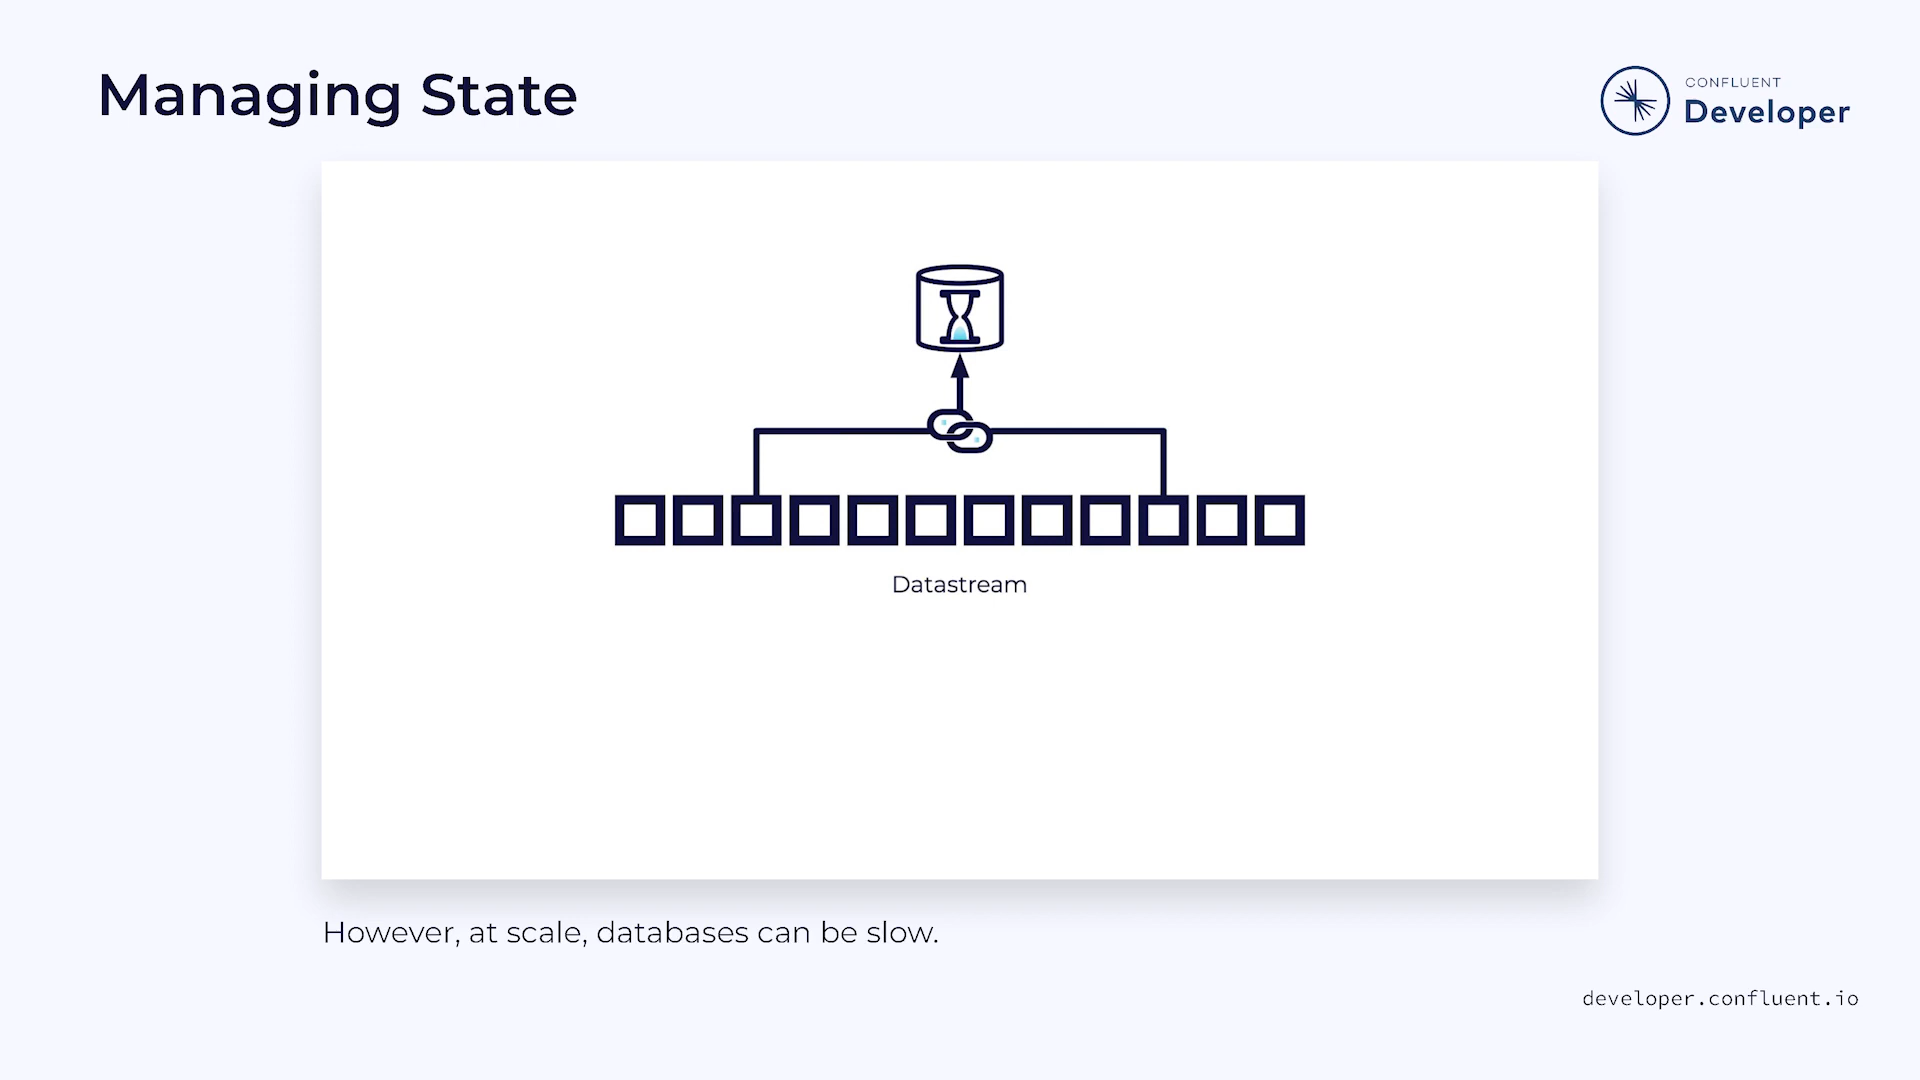 Managing State
CONFLUENT
Developer
Datastream
However, at scale, databases can be slow.
developer.confluent.io